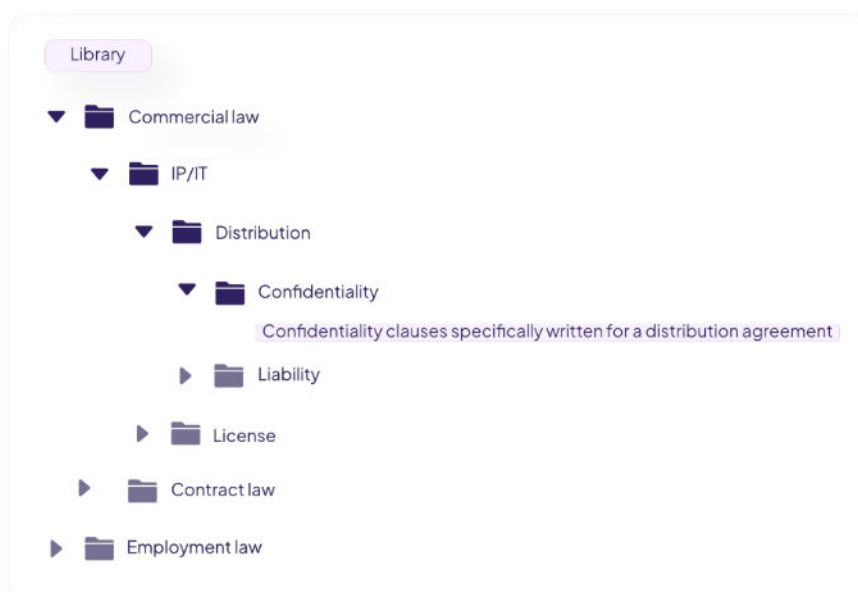 Library
Commercial law
IP/IT
Distribution
Confidentiality
Confidentiality clauses specifically written for a distribution agreement
Liability
License
Contract law
Employment law